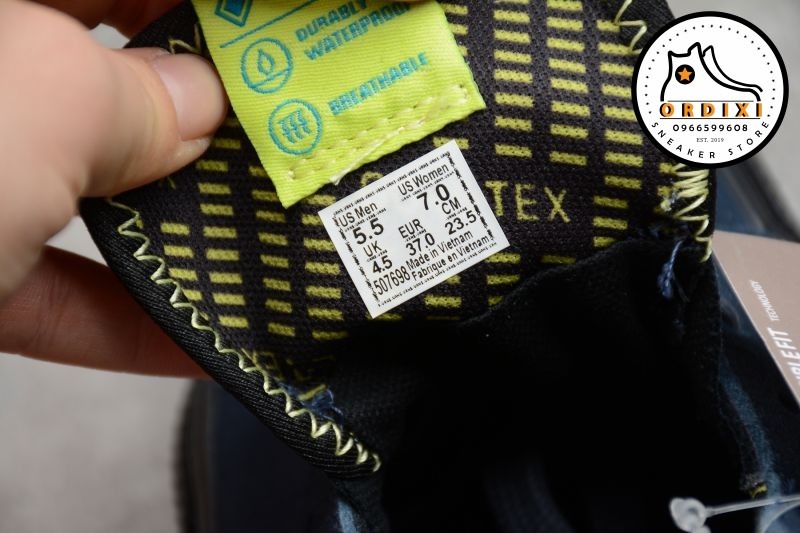 DURABLY
WATERPROOF
BREATHABLE
US Men US Women
5.5 7.0
UK EUR CM
4.5 37.0 23.5
507698 Made in Vietnam
Fabrique en Vietnam
TEX
ORDIXI
0966599608
EST. 2019
SNEAKER STORE
TECHNOLOGY